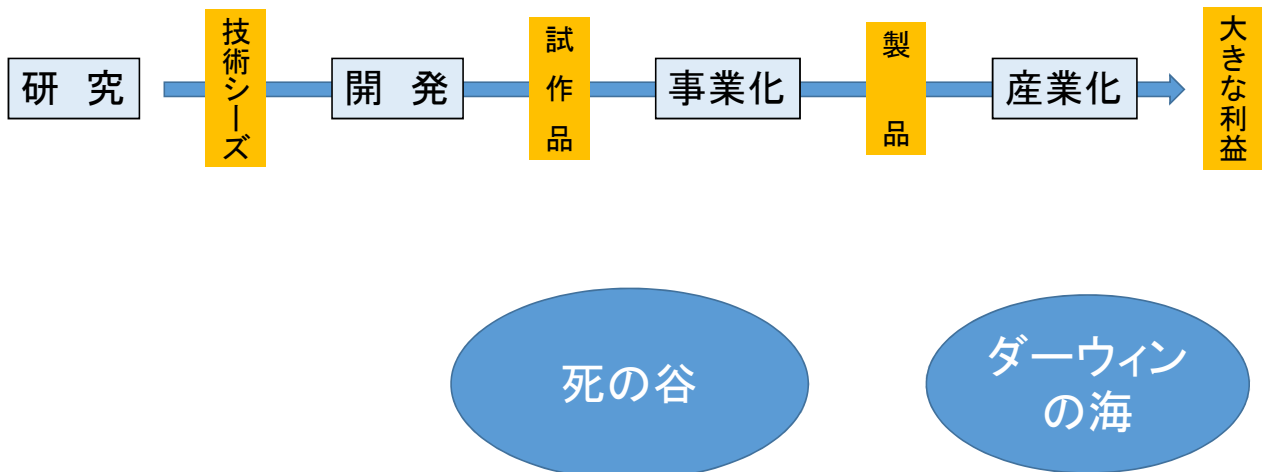 研 究
技術シーズ
開 発
試作品
事業化
製品
産業化
大きな利益
死の谷
ダーウィン
の海